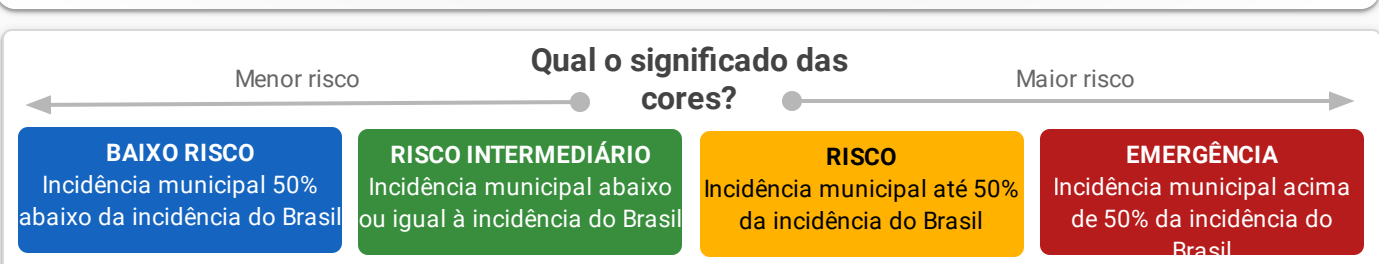 Qual o significado das
cores?
Menor risco
Maior risco
BAIXO RISCO
Incidência municipal 50%
abaixo da incidência do Brasil
RISCO INTERMEDIÁRIO
Incidência municipal abaixo
ou igual à incidência do Brasil
RISCO
Incidência municipal até 50%
da incidência do Brasil
EMERGÊNCIA
Incidência municipal acima
de 50% da incidência do
Brasil